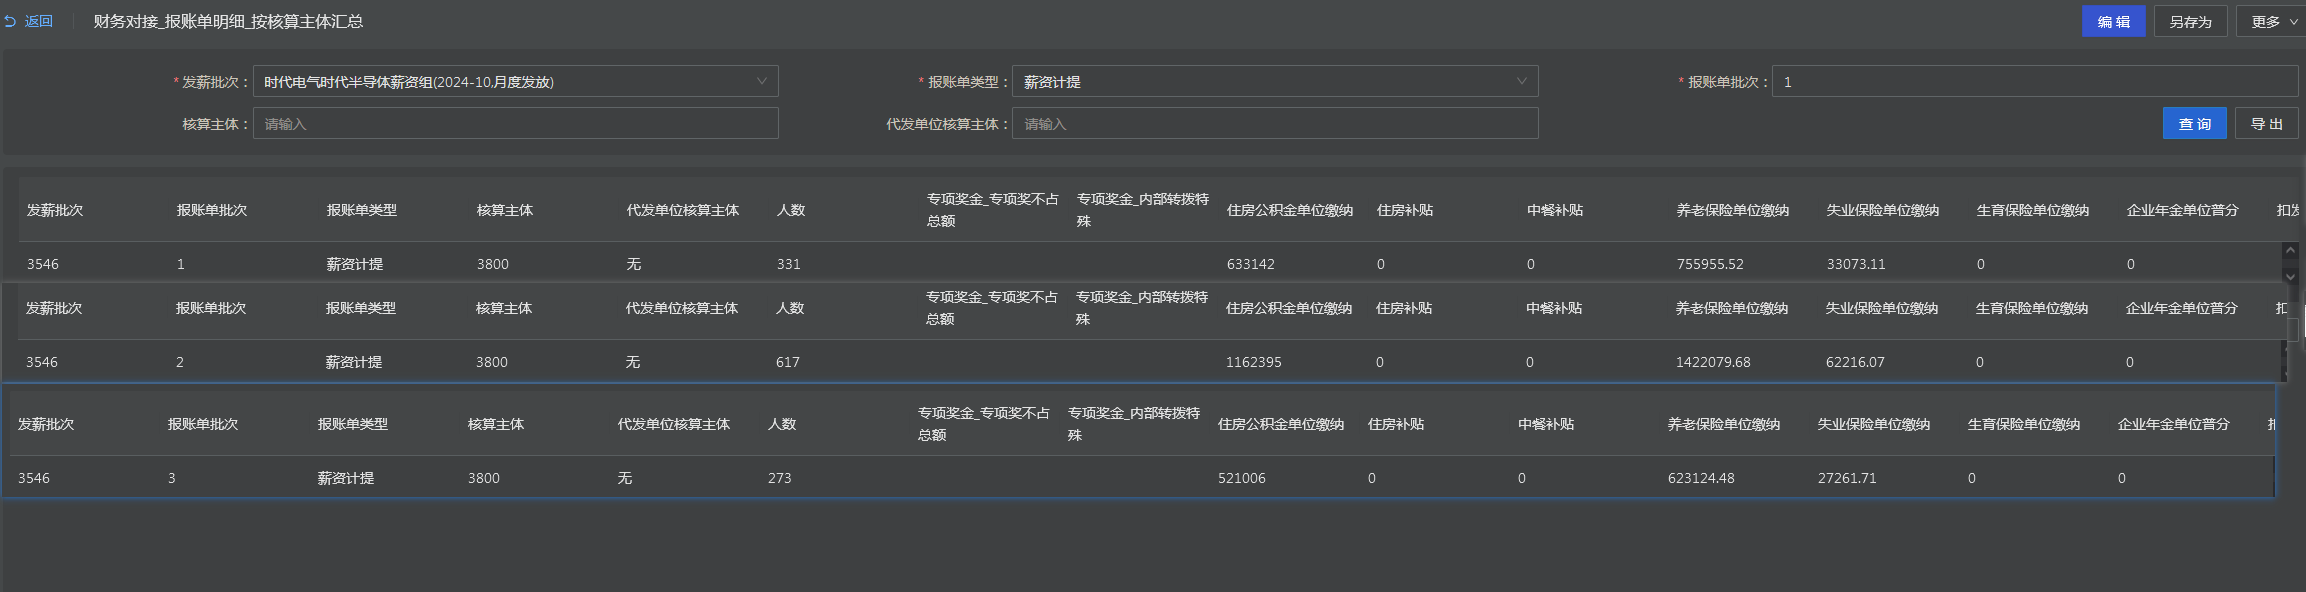 返回 财务对接_报账单明细_按核算主体汇总 编 辑 另存为 更多
* 发薪批次： 时代电气时代半导体薪资组(2024-10,月度发放) * 报账单类型： 薪资计提 * 报账单批次： 1
核算主体： 请输入 代发单位核算主体： 请输入 查 询 导 出
发薪批次 报账单批次 报账单类型 核算主体 代发单位核算主体 人数 专项奖金_专项奖不占总额 专项奖金_内部转拨特殊 住房公积金单位缴纳 住房补贴 中餐补贴 养老保险单位缴纳 失业保险单位缴纳 生育保险单位缴纳 企业年金单位普分 扣发
3546 1 薪资计提 3800 无 331 633142 0 0 755955.52 33073.11 0 0
发薪批次 报账单批次 报账单类型 核算主体 代发单位核算主体 人数 专项奖金_专项奖不占总额 专项奖金_内部转拨特殊 住房公积金单位缴纳 住房补贴 中餐补贴 养老保险单位缴纳 失业保险单位缴纳 生育保险单位缴纳 企业年金单位普分
3546 2 薪资计提 3800 无 617 1162395 0 0 1422079.68 62216.07 0 0
发薪批次 报账单批次 报账单类型 核算主体 代发单位核算主体 人数 专项奖金_专项奖不占总额 专项奖金_内部转拨特殊 住房公积金单位缴纳 住房补贴 中餐补贴 养老保险单位缴纳 失业保险单位缴纳 生育保险单位缴纳 企业年金单位普分
3546 3 薪资计提 3800 无 273 521006 0 0 623124.48 27261.71 0 0